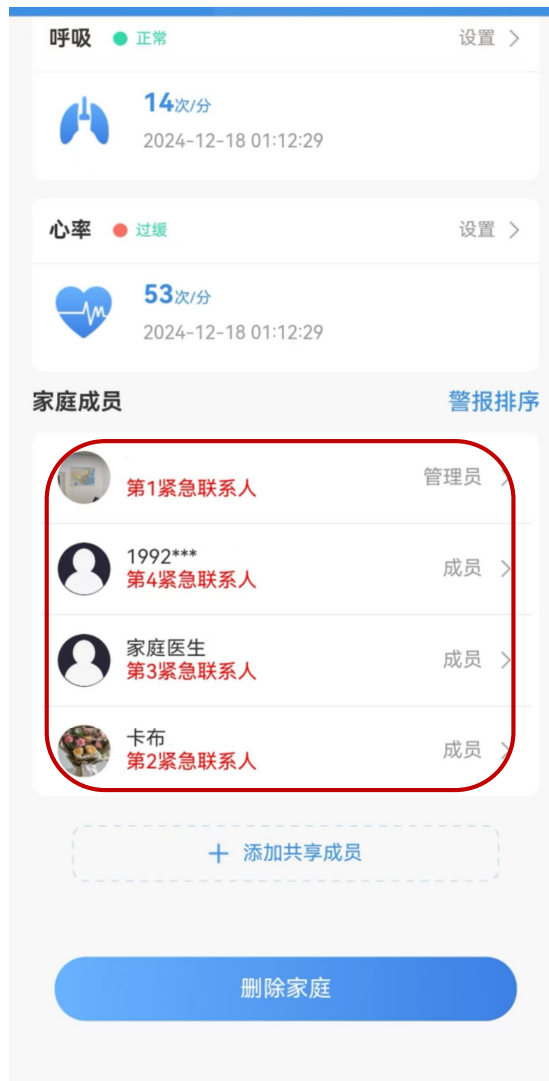 呼吸 正常 设置
14次/分
2024-12-18 01:12:29
心率 过缓 设置
53次/分
2024-12-18 01:12:29
家庭成员 警报排序
第1紧急联系人 管理员
1992***
第4紧急联系人 成员
家庭医生
第3紧急联系人 成员
卡布
第2紧急联系人 成员
添加共享成员
删除家庭